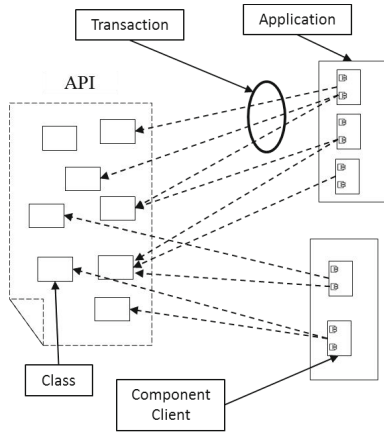 Transaction
Application
API
Class
Component
Client